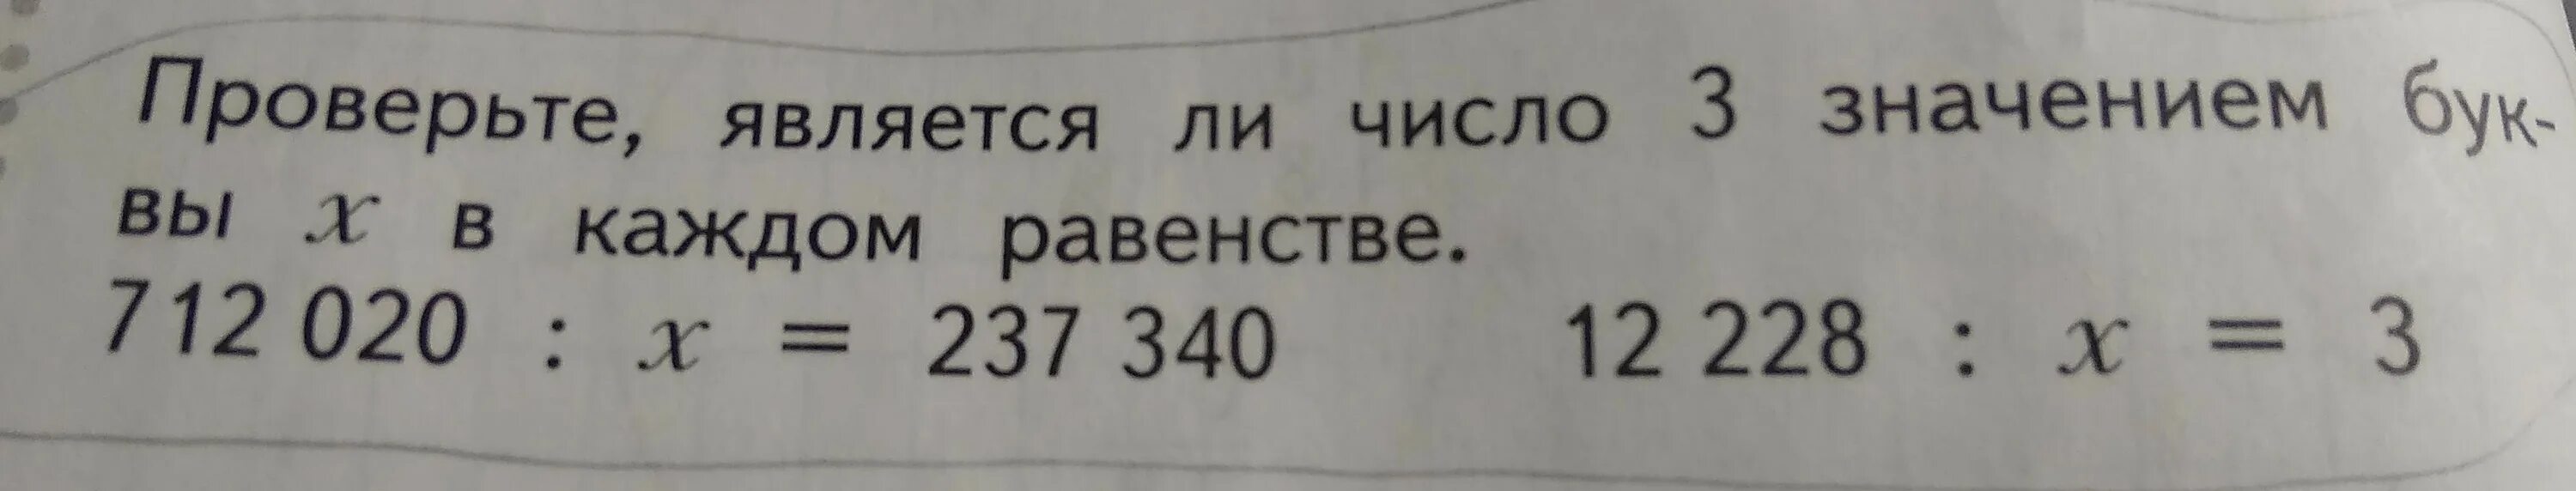 Проверьте, является ли число 3 значением бук-
вы x в каждом равенстве.
712 020 : x = 237 340 12 228 : x = 3